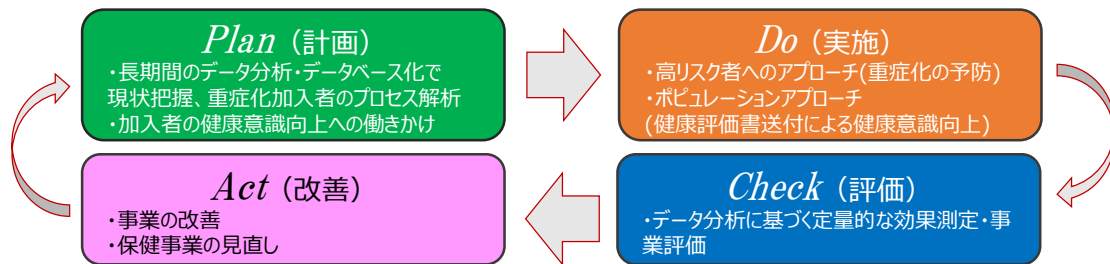 Plan（計画）
・長期間のデータ分析・データベース化で
現状把握、重症化加入者のプロセス解析
・加入者の健康意識向上への働きかけ
Do（実施）
・高リスク者へのアプローチ(重症化の予防)
・ポピュレーションアプローチ
(健康評価書送付による健康意識向上)
Act（改善）
・事業の改善
・保健事業の見直し
Check（評価）
・データ分析に基づく定量的な効果測定・事
業評価